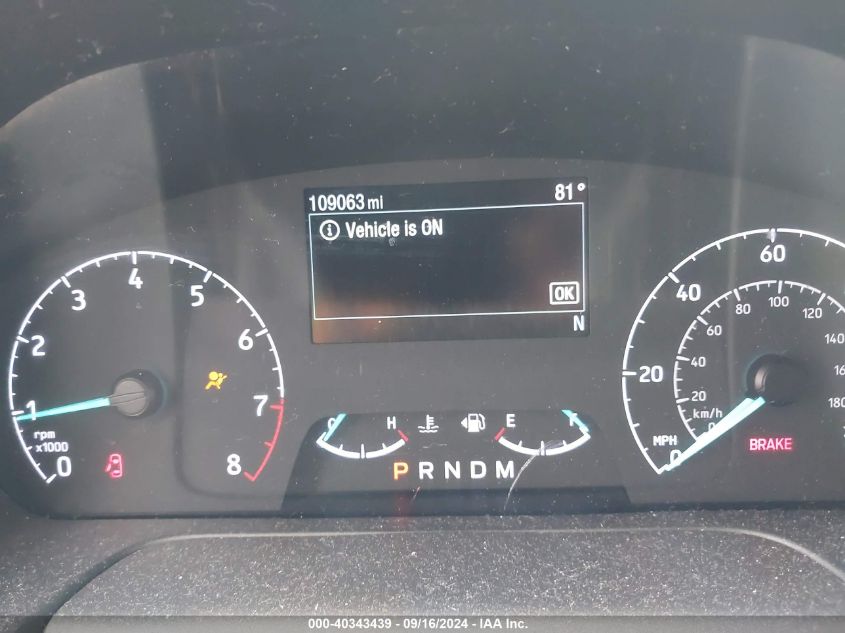 109063 mi 81°
Vehicle is ON
OK
N
0 1 2 3 4 5 6 7 8
rpm
x1000
C H E F
P R N D M
0 20 40 60
MPH
0 20 40 60 80 100 120 140 180
km/h
BRAKE
000-40343439 - 09/16/2024 - IAA Inc.